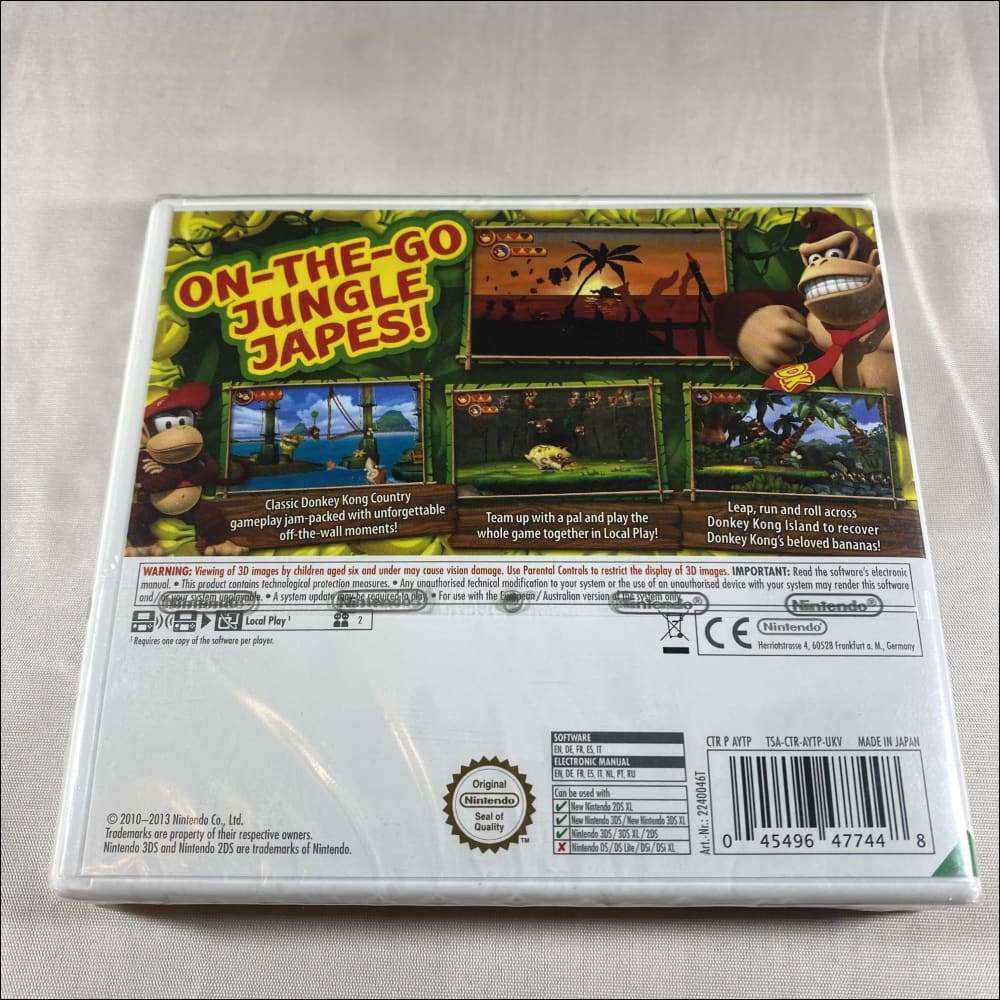 ON-THE-GO
JUNGLE
JAPES!
DK
Classic Donkey Kong Country
gameplay jam-packed with unforgettable
off-the-wall moments!
Team up with a pal and play the
whole game together in Local Play!
Leap, run and roll across
Donkey Kong Island to recover
Donkey Kong's beloved bananas!
WARNING: Viewing of 3D images by children aged six and under may cause vision damage. Use Parental Controls to restrict the display of 3D images. IMPORTANT: Read the software's electronic
manual. • This product contains technological protection measures. • Any unauthorised technical modification to your system or the use of an unauthorised device with your system may render this software
and / or your system unplayable. • A system update may be required to play. • For use with the European / Australian version of the system only.
Nintendo® Nintendo® Nintendo® Nintendo®
Local Play ¹ 2
¹ Requires one copy of the software per player.
CE
Nintendo®
Herriotstrasse 4, 60528 Frankfurt a. M., Germany
SOFTWARE
EN, DE, FR, ES, IT
ELECTRONIC MANUAL
EN, DE, FR, ES, IT, NL, PT, RU
Can be used with
New Nintendo 2DS XL
New Nintendo 3DS / New Nintendo 3DS XL
Nintendo 3DS / 3DS XL / 2DS
Nintendo DS / DS Lite / DSi / DSi XL
Original
Nintendo
Seal of
Quality
TM
CTR P AYTP TSA-CTR-AYTP-UKV MADE IN JAPAN
Art.-Nr.: 2240046T
0 45496 47744 8
© 2010–2013 Nintendo Co., Ltd.
Trademarks are property of their respective owners.
Nintendo 3DS and Nintendo 2DS are trademarks of Nintendo.